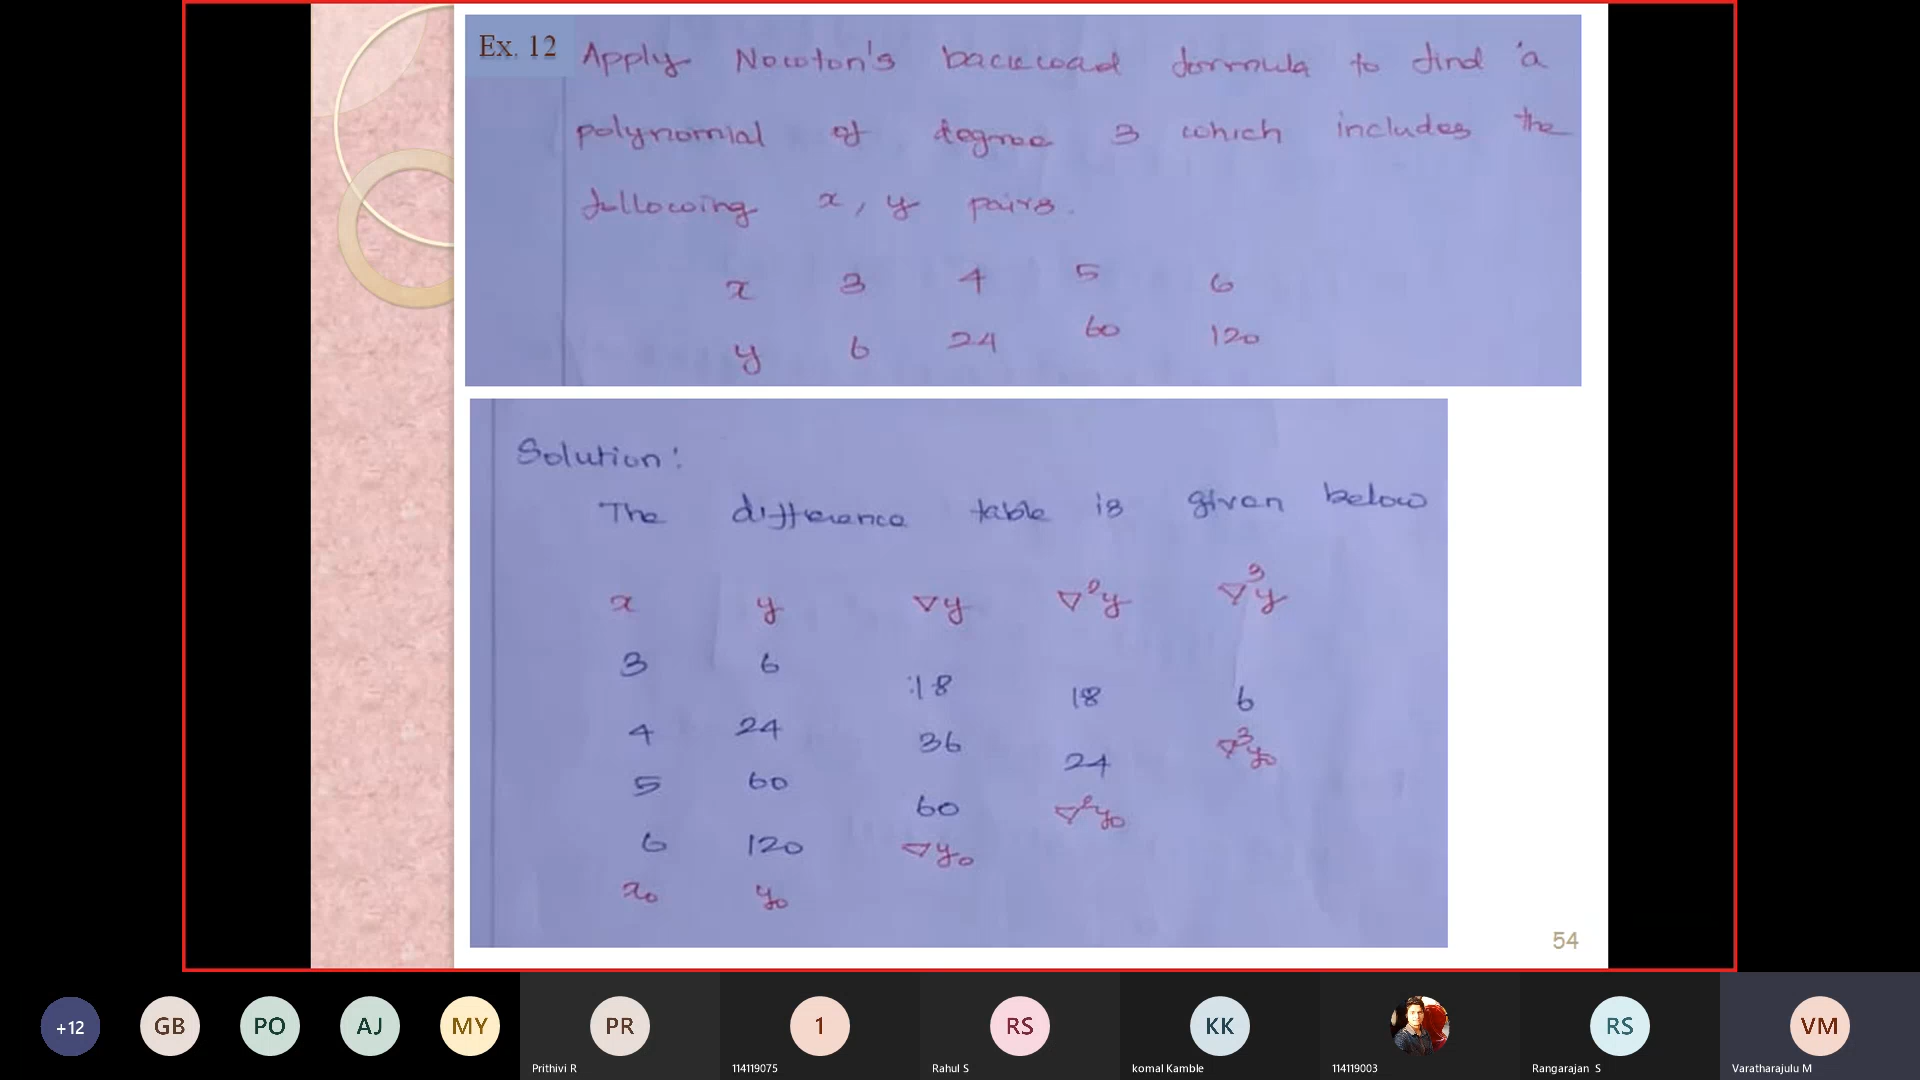 Ex. 12 Apply Newton's backward formula to find a
polynomial of degree 3 which includes the
following x, y pairs.
x 3 4 5 6
y 6 24 60 120
Solution:
The difference table is given below
x y ∇y ∇²y ∇³y
3 6
18 18 6
4 24
36 ∇³y₀
24
5 60
60 ∇²y₀
6 120 ∇y₀
x₀ y₀
54
+12 GB PO AJ MY PR 1 RS KK RS VM
Prithivi R 114119075 Rahul S komal Kamble 114119003 Rangarajan S Varatharajulu M